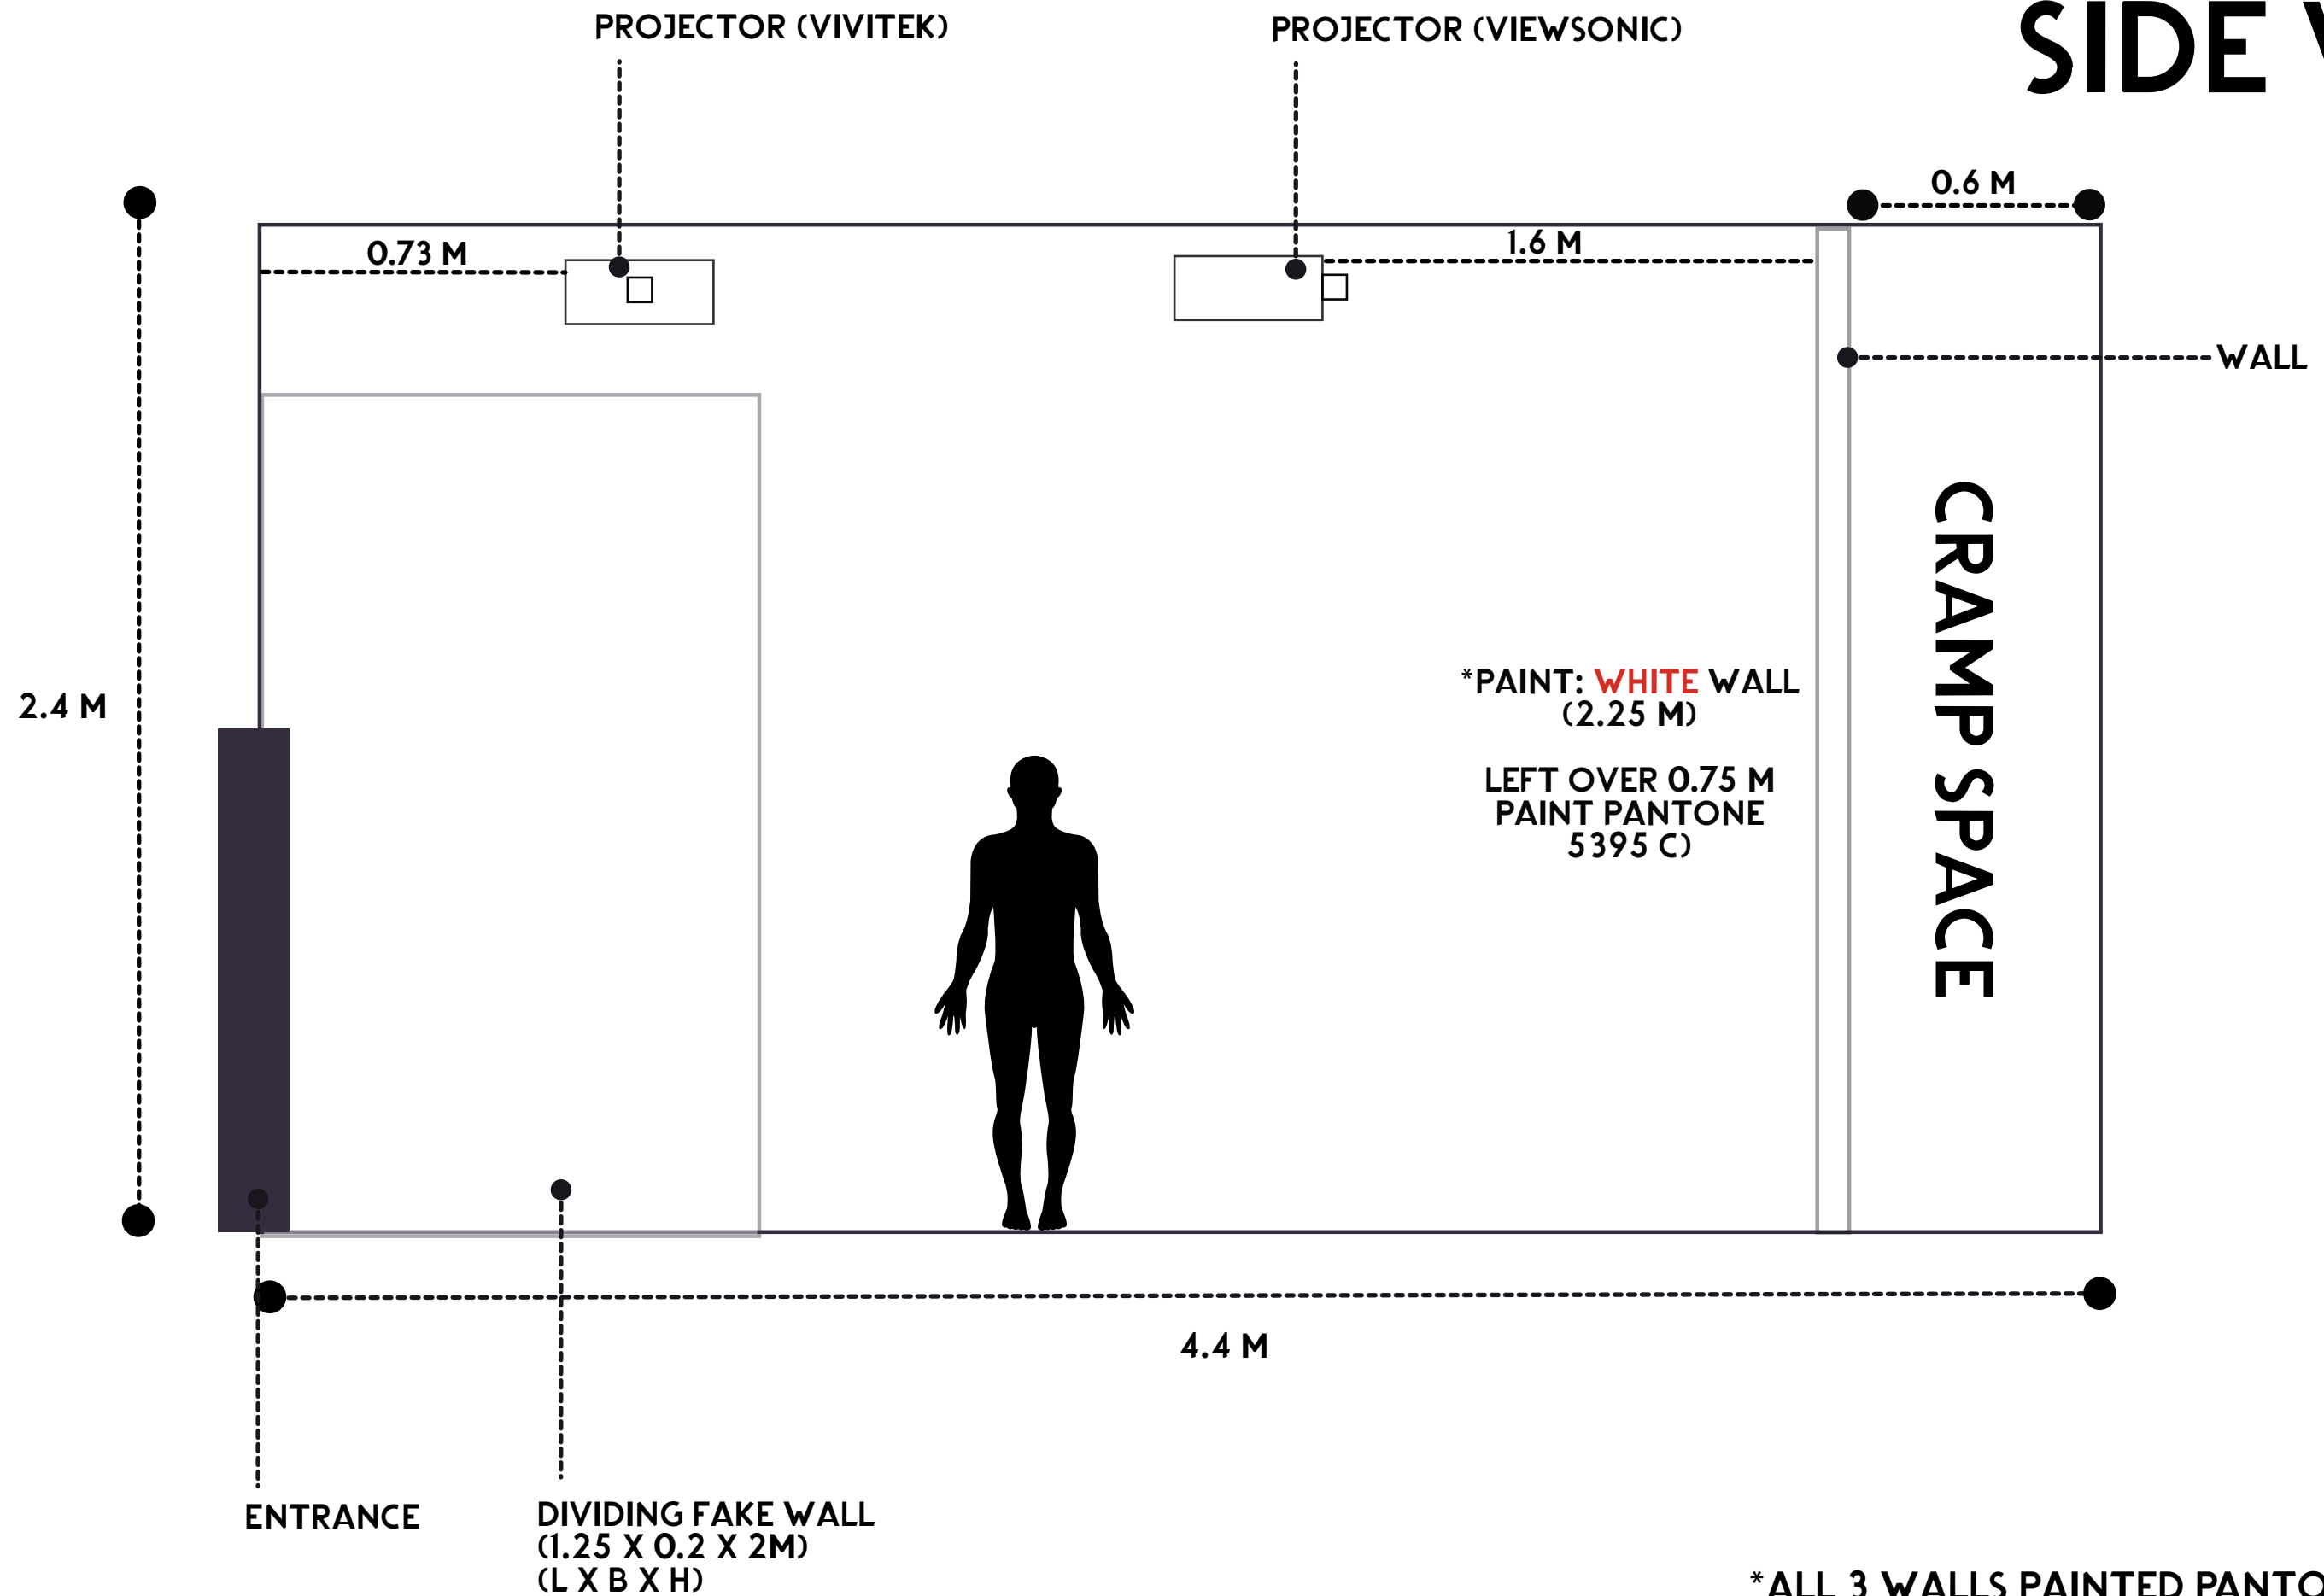 PROJECTOR (VIVITEK)
PROJECTOR (VIEWSONIC)
SIDE
0.6 M
0.73 M
1.6 M
WALL
CRAMP SPACE
2.4 M
*PAINT: WHITE WALL
(2.25 M)
LEFT OVER 0.75 M
PAINT PANTONE
5395 C)
4.4 M
ENTRANCE
DIVIDING FAKE WALL
(1.25 X 0.2 X 2M)
(L X B X H)
*ALL 3 WALLS PAINTED